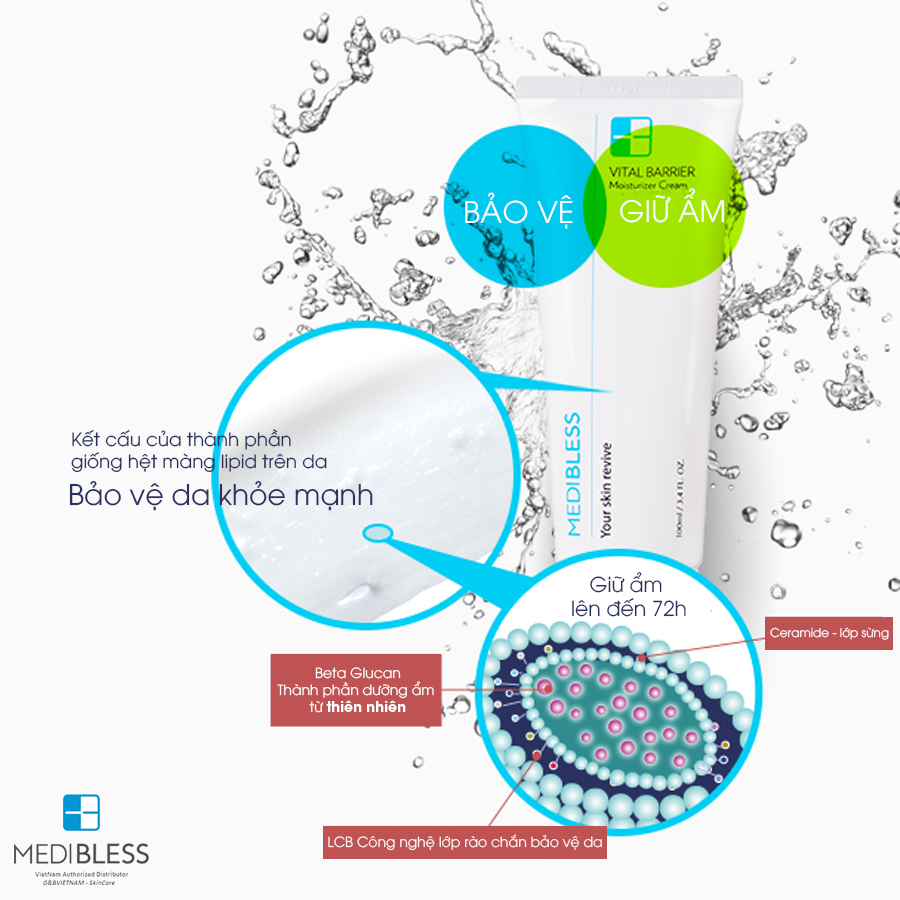 VITAL BARRIER
Moisturizer Cream
BẢO VỆ
GIỮ ẨM
MEDIBLESS
Your skin revive
100ml / 3.4 FL. OZ.
Kết cấu của thành phần
giống hệt màng lipid trên da
Bảo vệ da khỏe mạnh
Giữ ẩm
lên đến 72h
Ceramide - lớp sừng
Beta Glucan
Thành phần dưỡng ẩm
từ thiên nhiên
LCB Công nghệ lớp rào chắn bảo vệ da
MEDIBLESS
VietNam Authorized Distributor
G&BVIETNAM - SkinCare